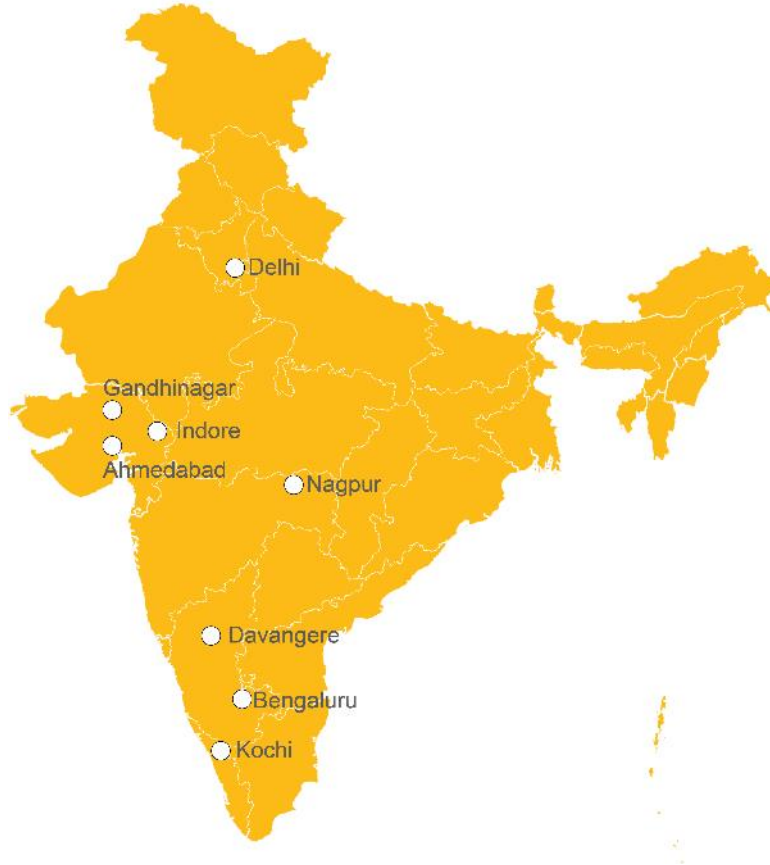 Delhi
Gandhinagar
Indore
Ahmedabad
Nagpur
Davangere
Bengaluru
Kochi